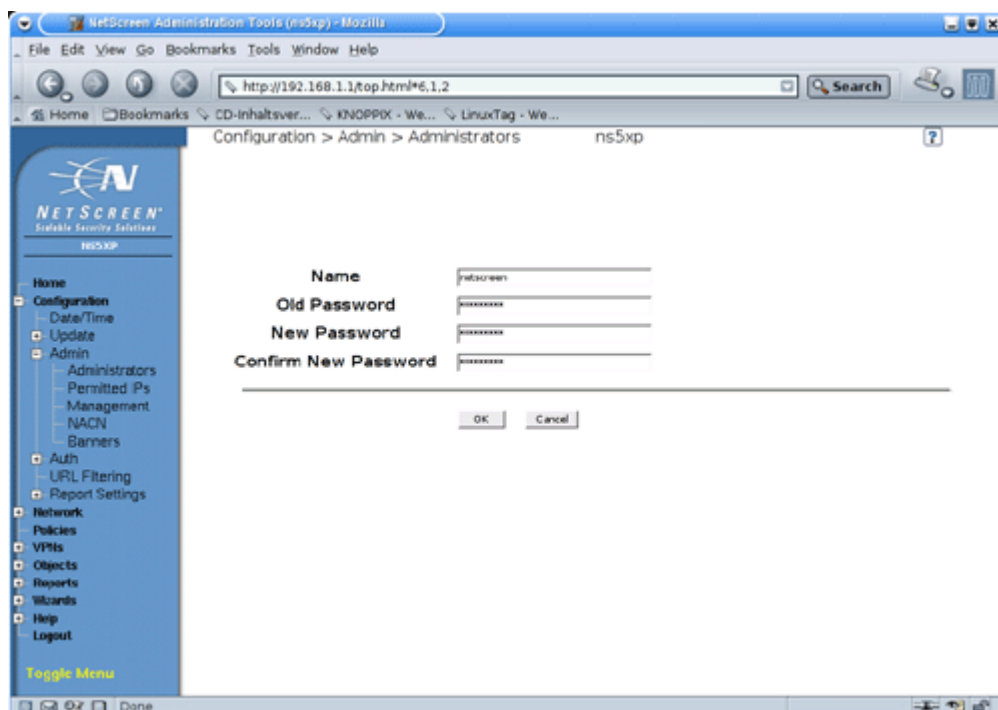 NetScreen Administration Tools (ns5xp) - Mozilla
File Edit View Go Bookmarks Tools Window Help
http://192.168.1.1/top.html#6,1,2
Search
Home Bookmarks CD-Inhaltsver... KNOPPIX - We... LinuxTag - We...
Configuration > Admin > Administrators ns5xp ?
N
NETSCREEN
Scalable Security Solutions
NS5XP
Home
Configuration
Date/Time
Update
Admin
Administrators
Permitted IPs
Management
NACN
Banners
Auth
URL Filtering
Report Settings
Network
Policies
VPNs
Objects
Reports
Wizards
Help
Logout
Toggle Menu
Name netscreen
Old Password
New Password
Confirm New Password
OK Cancel
Done